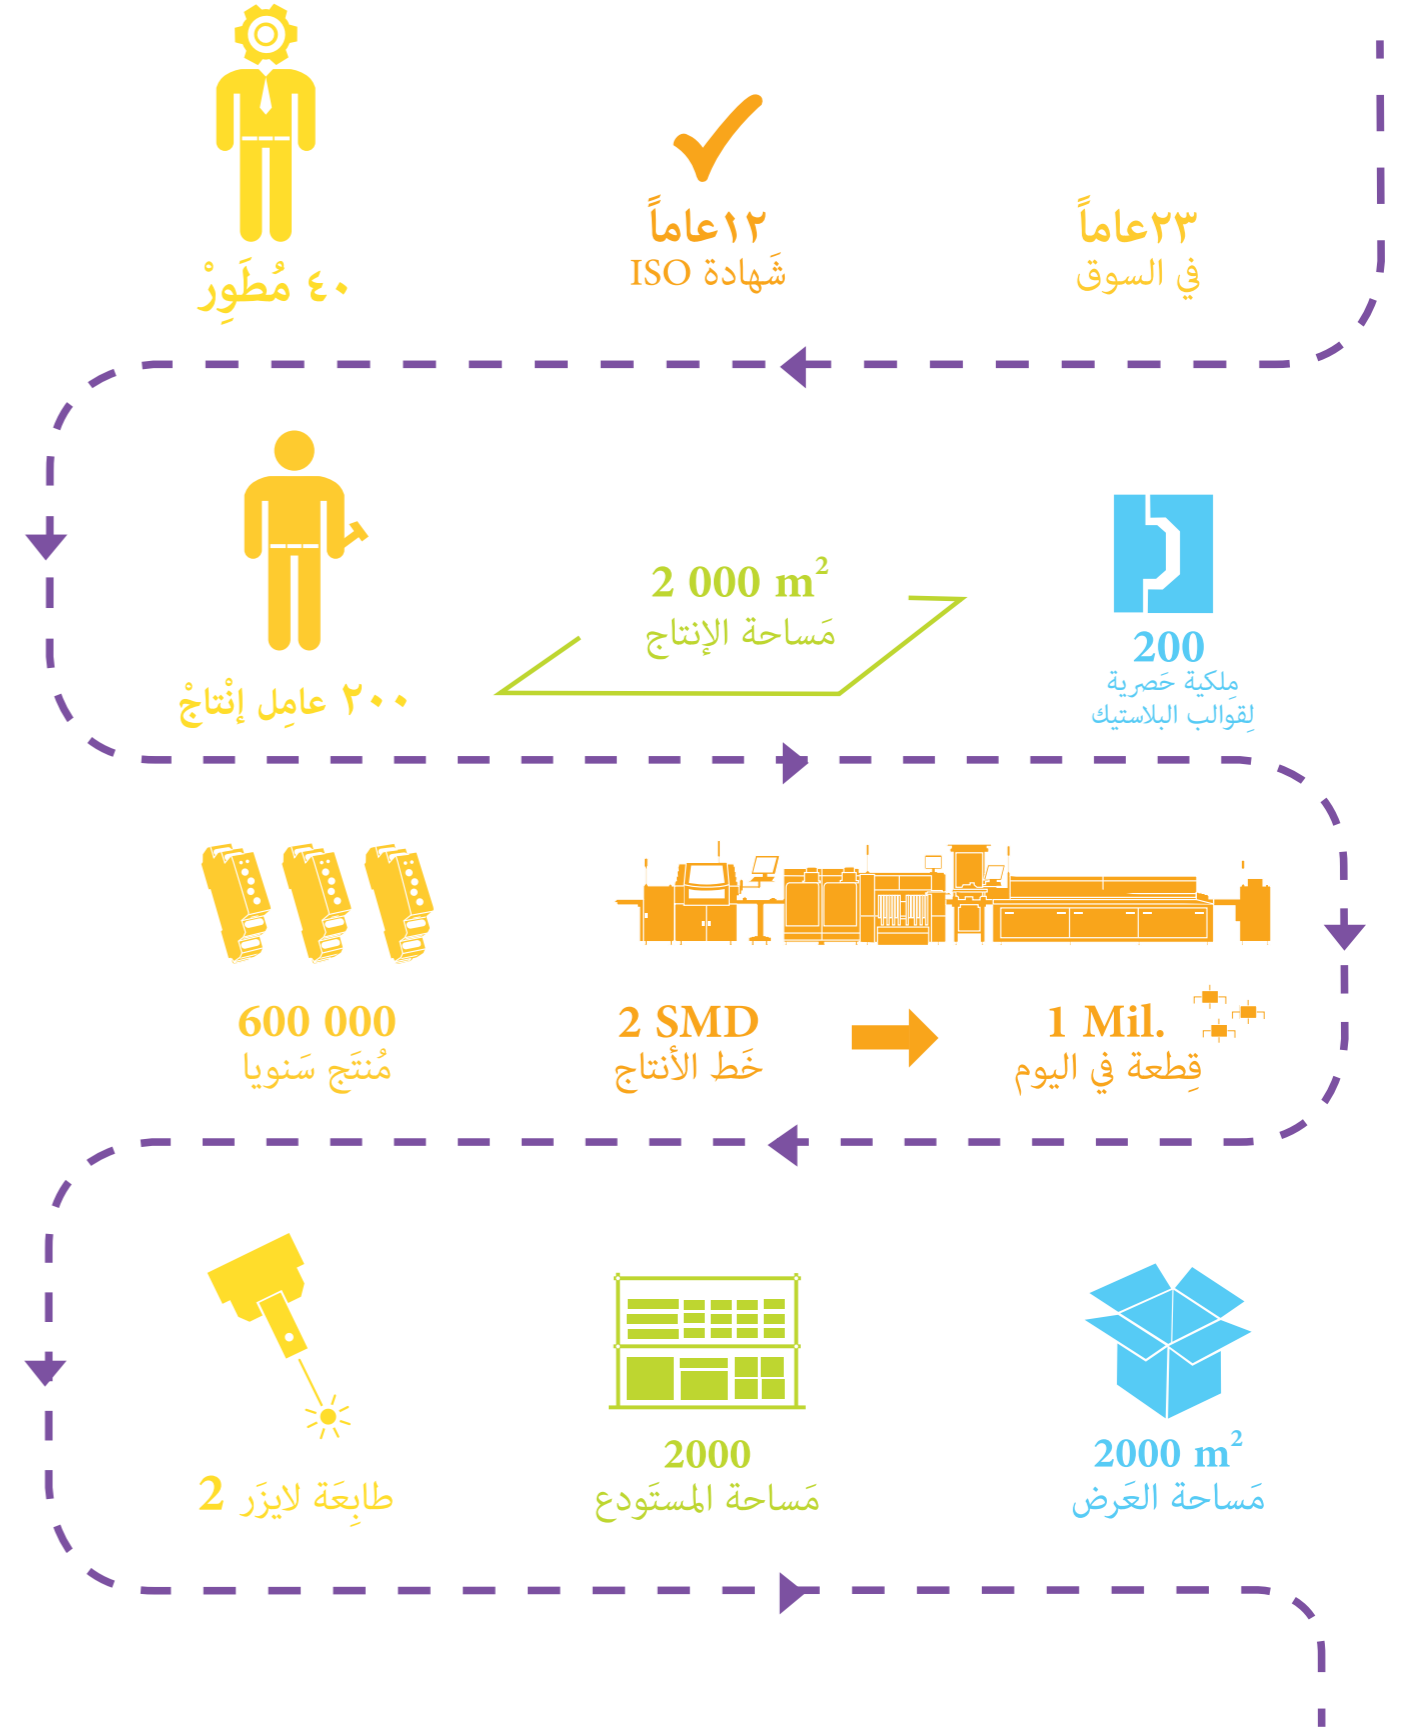 ٢٣عاماً
في السوق
١٢عاماً
شَهادة ISO
٤٠ مُطَوِرْ
٢٠٠ عامِل إنْتاجْ
2 000 m²
مَساحة الإنتاج
200
مِلكية حَصرية
لِقوالب البلاستيك
1 Mil.
قِطعة في اليوم
2 SMD
خَط الأنتاج
600 000
مُنتَج سَنويا
طابِعَة لايزَر 2
2000
مَساحة المستَودع
2000 m²
مَساحة العَرض